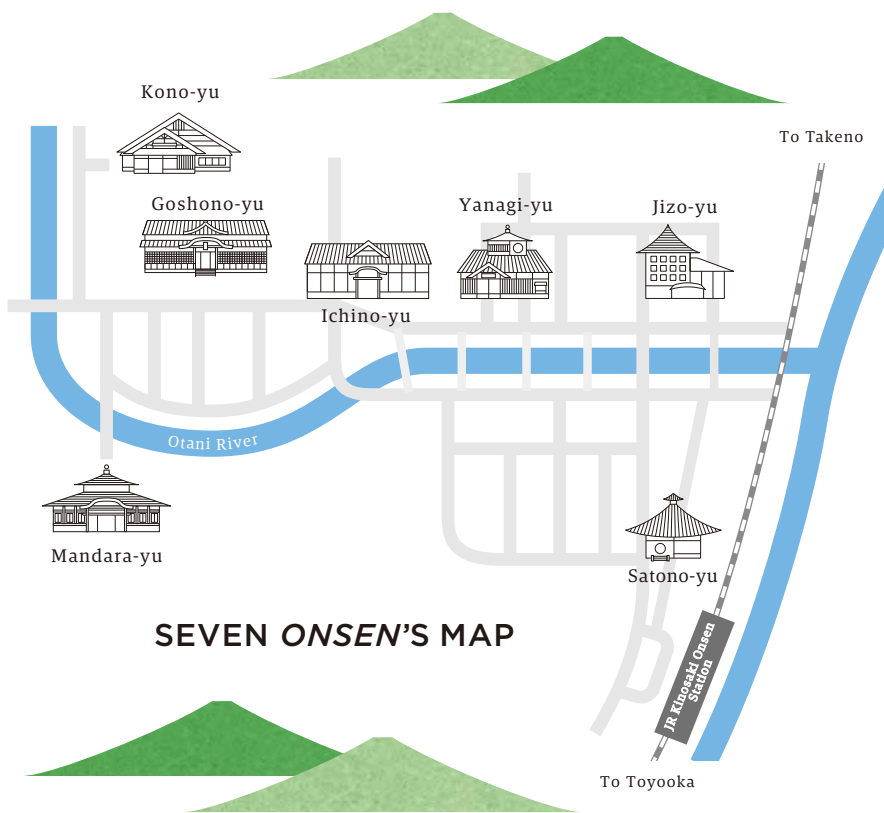 Kono-yu
To Takeno
Goshono-yu
Yanagi-yu
Jizo-yu
Ichino-yu
Otani River
Mandara-yu
Satono-yu
SEVEN ONSEN'S MAP
JR Kinosaki Onsen
Station
To Toyooka